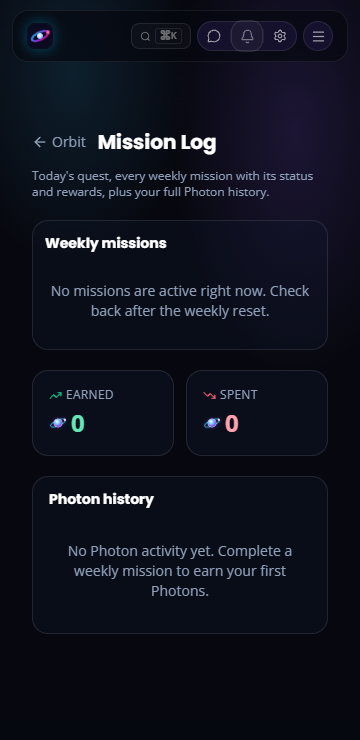 ⌘K
Orbit
Mission Log
Today's quest, every weekly mission with its status
and rewards, plus your full Photon history.
Weekly missions
No missions are active right now. Check
back after the weekly reset.
EARNED
0
SPENT
0
Photon history
No Photon activity yet. Complete a
weekly mission to earn your first
Photons.